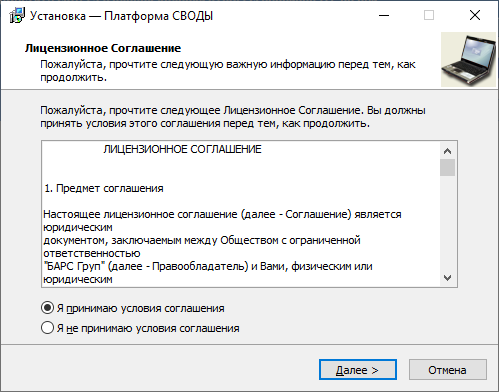 Установка — Платформа СВОДЫ
Лицензионное Соглашение
Пожалуйста, прочтите следующую важную информацию перед тем, как
продолжить.
Пожалуйста, прочтите следующее Лицензионное Соглашение. Вы должны
принять условия этого соглашения перед тем, как продолжить.
ЛИЦЕНЗИОННОЕ СОГЛАШЕНИЕ
1. Предмет соглашения
Настоящее лицензионное соглашение (далее - Соглашение) является
юридическим
документом, заключаемым между Обществом с ограниченной
ответственностью
"БАРС Груп" (далее - Правообладатель) и Вами, физическим или
юридическим
Я принимаю условия соглашения
Я не принимаю условия соглашения
Далее >
Отмена